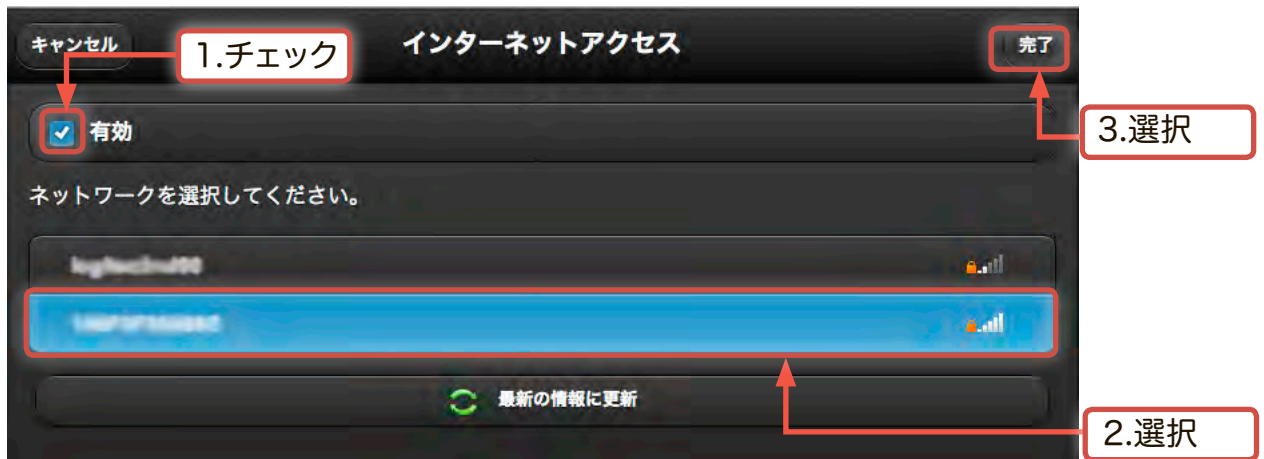 キャンセル
1.チェック
インターネットアクセス
完了
有効
3.選択
ネットワークを選択してください。
最新の情報に更新
2.選択